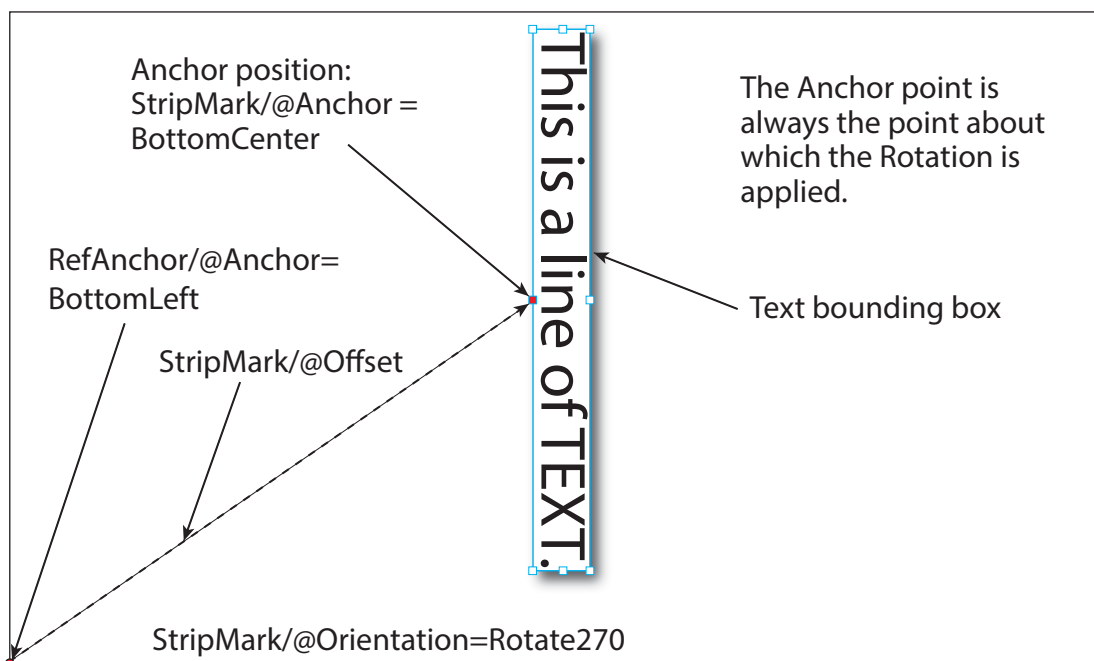 Anchor position:
StripMark/@Anchor =
BottomCenter
This is a line of TEXT.
The Anchor point is
always the point about
which the Rotation is
applied.
RefAnchor/@Anchor=
BottomLeft
Text bounding box
StripMark/@Offset
StripMark/@Orientation=Rotate270